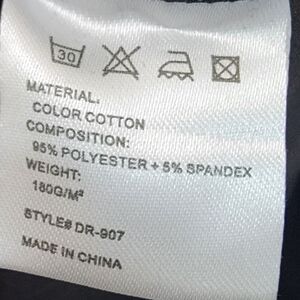 30
MATERIAL:
COLOR COTTON
COMPOSITION:
95% POLYESTER + 5% SPANDEX
WEIGHT:
180G/M²
STYLE# DR-907
MADE IN CHINA